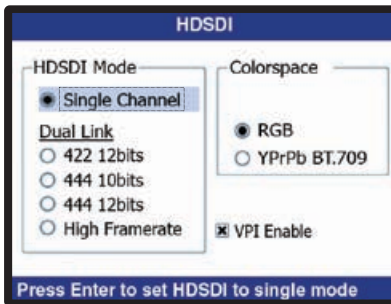 HDSDI
HDSDI Mode
Single Channel
Dual Link
422 12bits
444 10bits
444 12bits
High Framerate
Colorspace
RGB
YPrPb BT.709
VPI Enable
Press Enter to set HDSDI to single mode